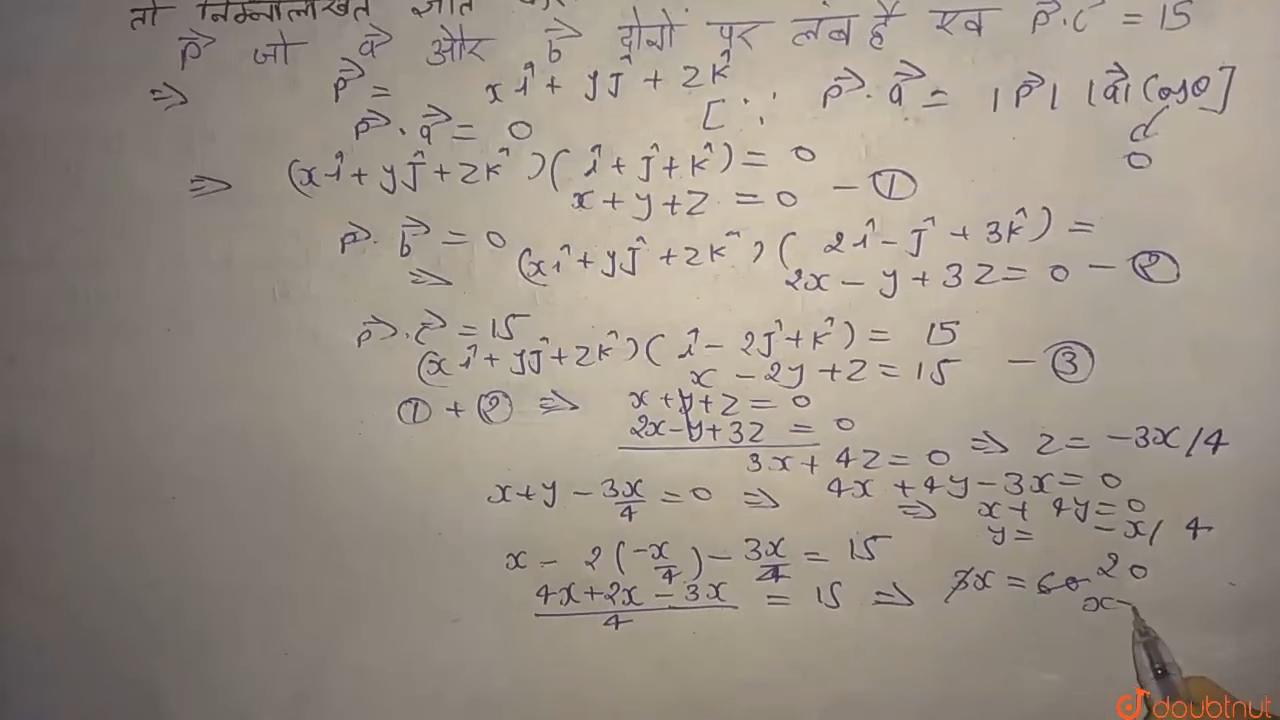 तो निम्नलिखित ज्ञात
p⃗ जो a⃗ और b⃗ दोनों पर लंब है एवं p⃗.c⃗ = 15
⇒ p⃗ = xî + yĵ + zk̂
p⃗.a⃗ = 0 [∵ p⃗.a⃗ = |p⃗| |a⃗| Cosθ]
↓
0
⇒ (xî + yĵ + zk̂)(î + ĵ + k̂) = 0
x + y + z = 0 - ①
p⃗.b⃗ = 0
⇒ (xî + yĵ + zk̂)(2î - ĵ + 3k̂) =
2x - y + 3z = 0 - ②
p⃗.c⃗ = 15
(xî + yĵ + zk̂)(î - 2ĵ + k̂) = 15
x - 2y + z = 15 - ③
① + ② ⇒ x + y + z = 0
2x - y + 3z = 0
3x + 4z = 0 ⇒ z = -3x/4
x + y - 3x/4 = 0 ⇒ 4x + 4y - 3x = 0
⇒ x + 4y = 0
y = -x/4
x - 2(-x/4) - 3x/4 = 15
4x + 2x - 3x / 4 = 15 ⇒ 3x = 60 20
x =
doubtnut